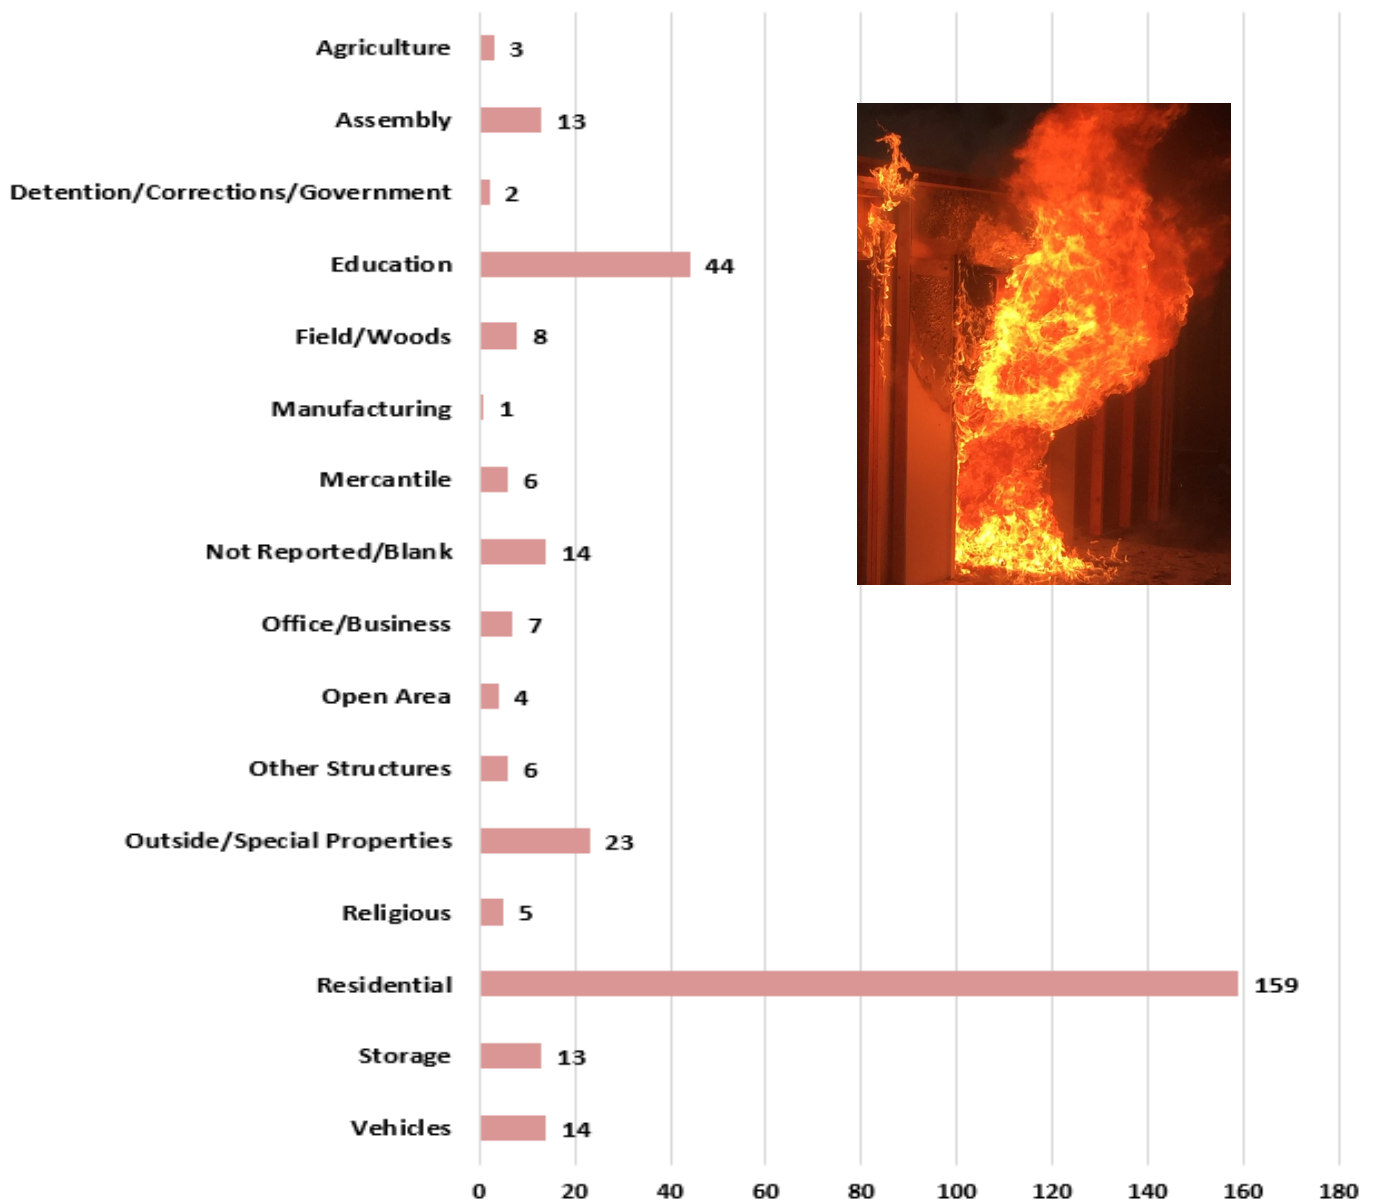 Agriculture 3
Assembly 13
Detention/Corrections/Government 2
Education 44
Field/Woods 8
Manufacturing 1
Mercantile 6
Not Reported/Blank 14
Office/Business 7
Open Area 4
Other Structures 6
Outside/Special Properties 23
Religious 5
Residential 159
Storage 13
Vehicles 14
0 20 40 60 80 100 120 140 160 180